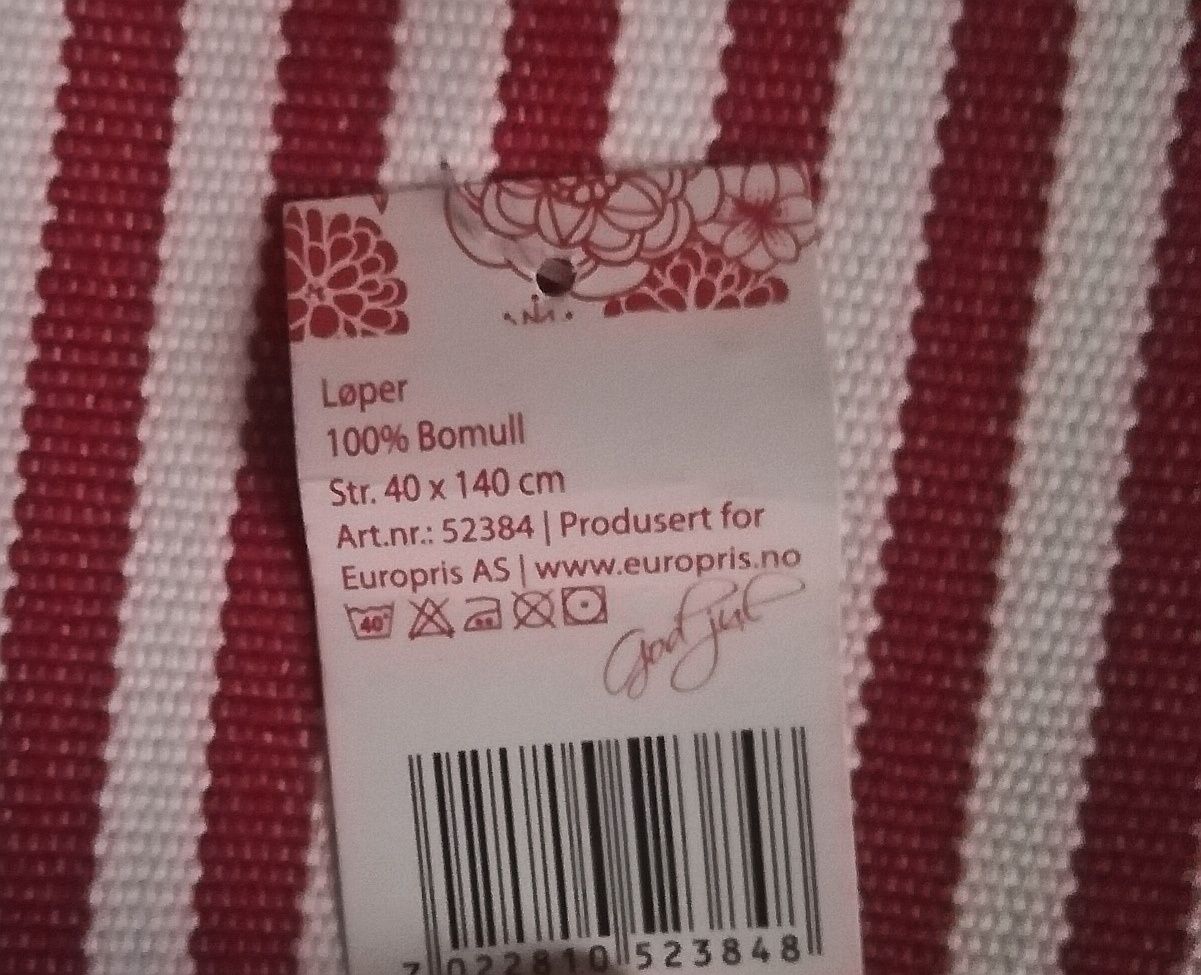 Løper
100% Bomull
Str. 40 x 140 cm
Art.nr.: 52384 | Produsert for
Europris AS | www.europris.no
40°
God jul
7 022810 523848